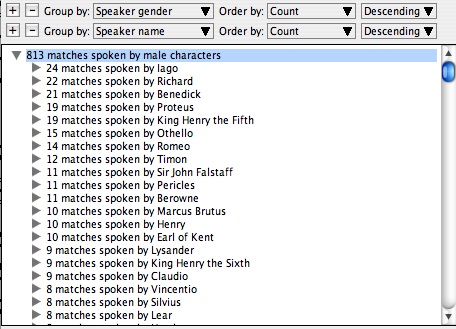 + − Group by: Speaker gender Order by: Count Descending
+ − Group by: Speaker name Order by: Count Descending
813 matches spoken by male characters
24 matches spoken by Iago
22 matches spoken by Richard
21 matches spoken by Benedick
19 matches spoken by Proteus
19 matches spoken by King Henry the Fifth
15 matches spoken by Othello
14 matches spoken by Romeo
12 matches spoken by Timon
11 matches spoken by Sir John Falstaff
11 matches spoken by Pericles
11 matches spoken by Berowne
10 matches spoken by Marcus Brutus
10 matches spoken by Henry
10 matches spoken by Earl of Kent
9 matches spoken by Lysander
9 matches spoken by King Henry the Sixth
9 matches spoken by Claudio
8 matches spoken by Vincentio
8 matches spoken by Silvius
8 matches spoken by Lear